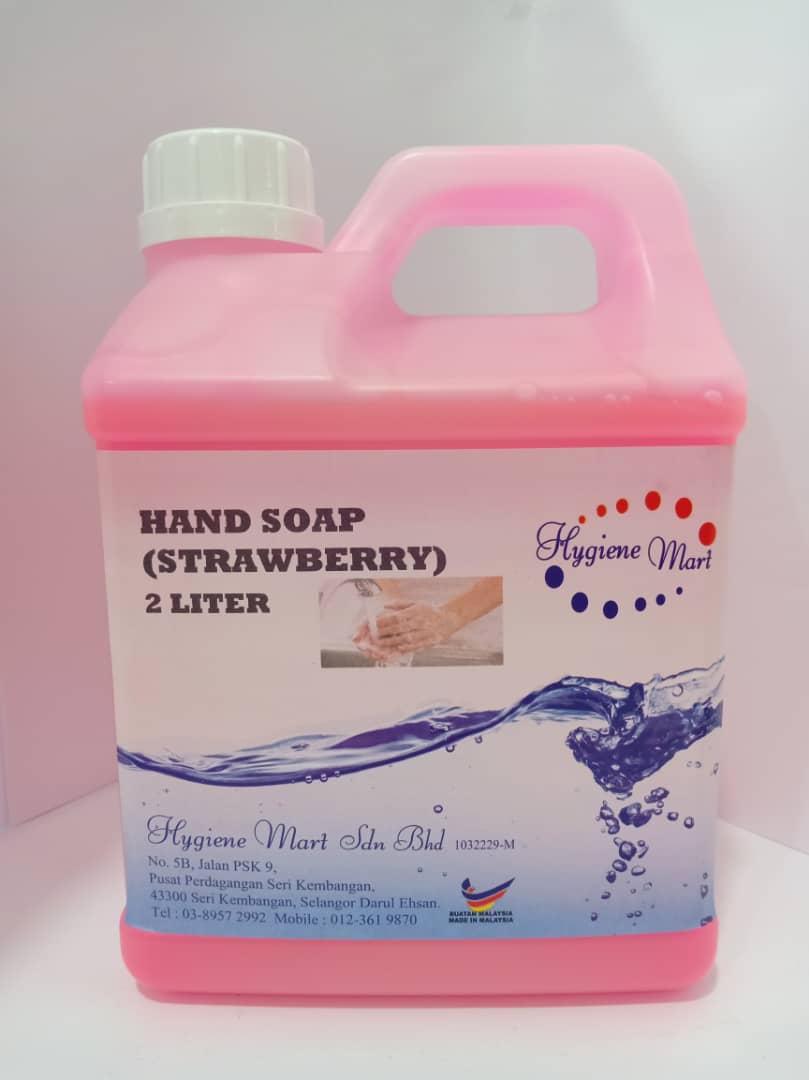 HAND SOAP
(STRAWBERRY)
2 LITER
Hygiene Mart
Hygiene Mart Sdn Bhd 1032229-M
No. 5B, Jalan PSK 9,
Pusat Perdagangan Seri Kembangan,
43300 Seri Kembangan, Selangor Darul Ehsan.
Tel : 03-8957 2992 Mobile : 012-361 9870
BUATAN MALAYSIA
MADE IN MALAYSIA